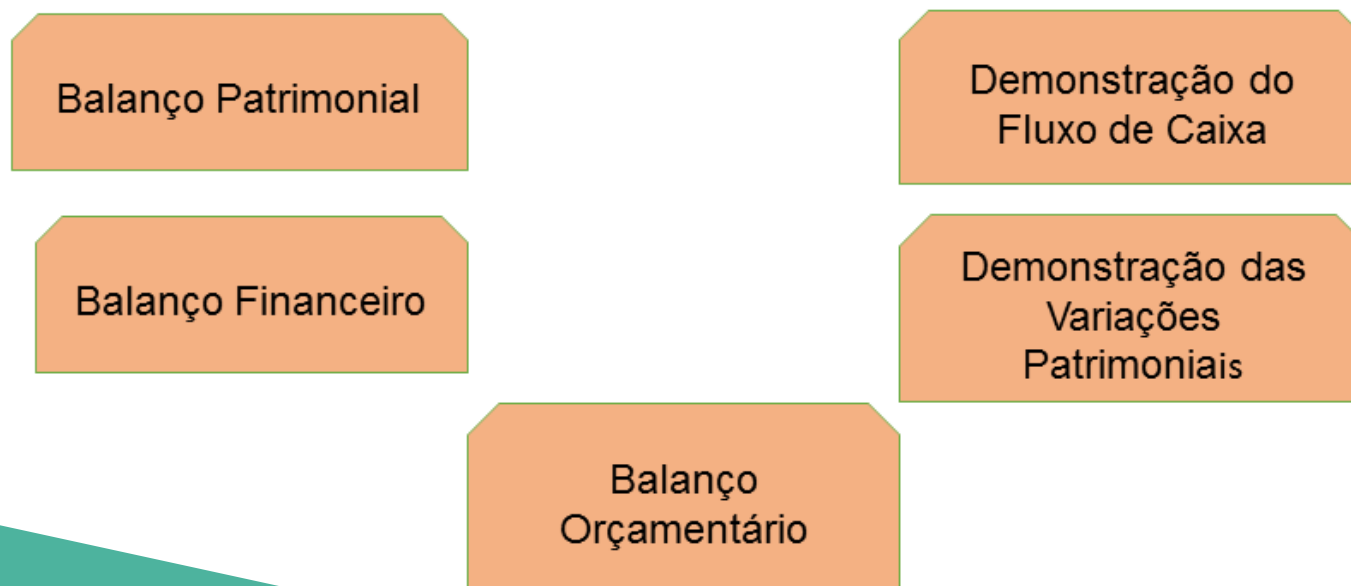 Balanço Patrimonial
Demonstração do
Fluxo de Caixa
Balanço Financeiro
Demonstração das
Variações
Patrimoniais
Balanço
Orçamentário